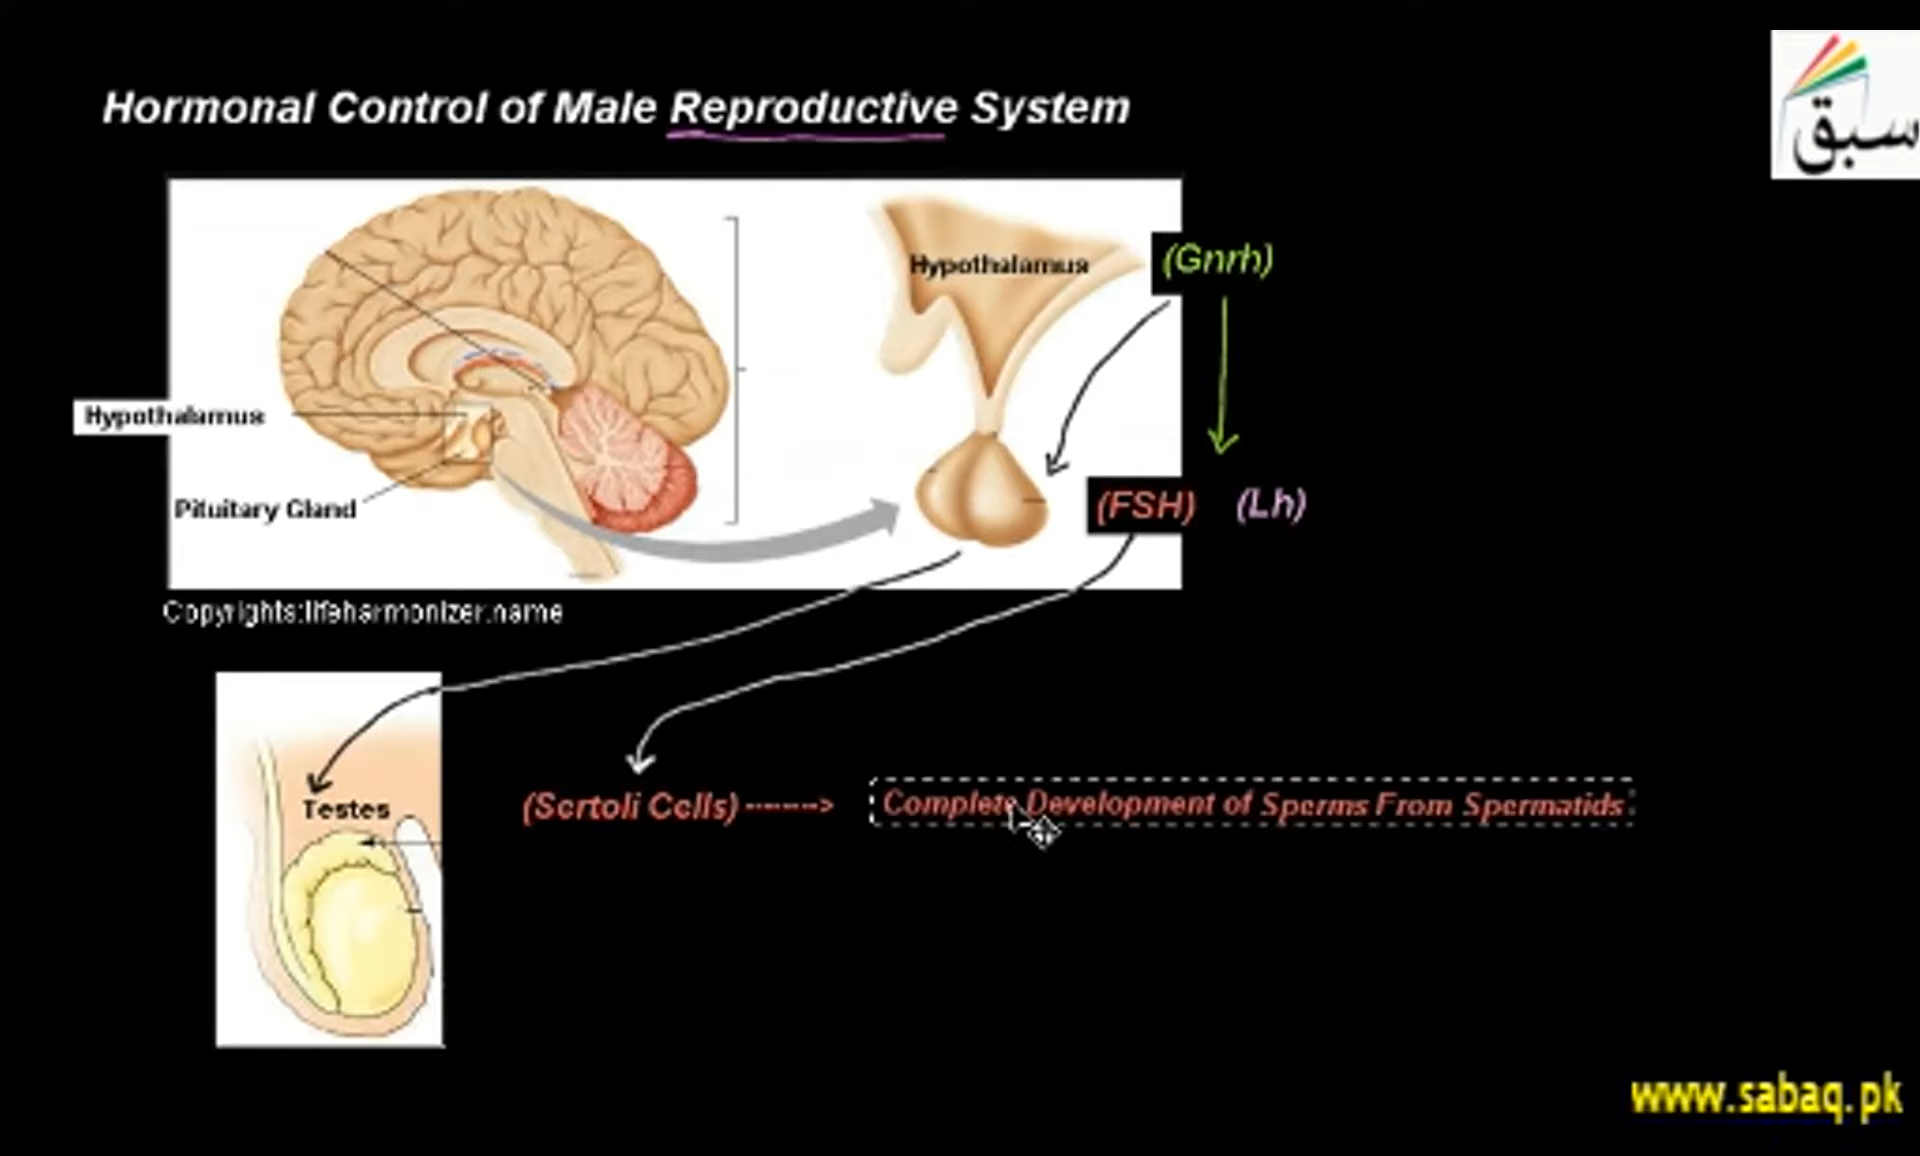 Hormonal Control of Male Reproductive System
سبق
Hypothalamus
(Gnrh)
Hypothalamus
Pituitary Gland
(FSH) (Lh)
Copyrights:lifeharmonizer.name
Testes
(Sertoli Cells) --------> Complete Development of Sperms From Spermatids
www.sabaq.pk